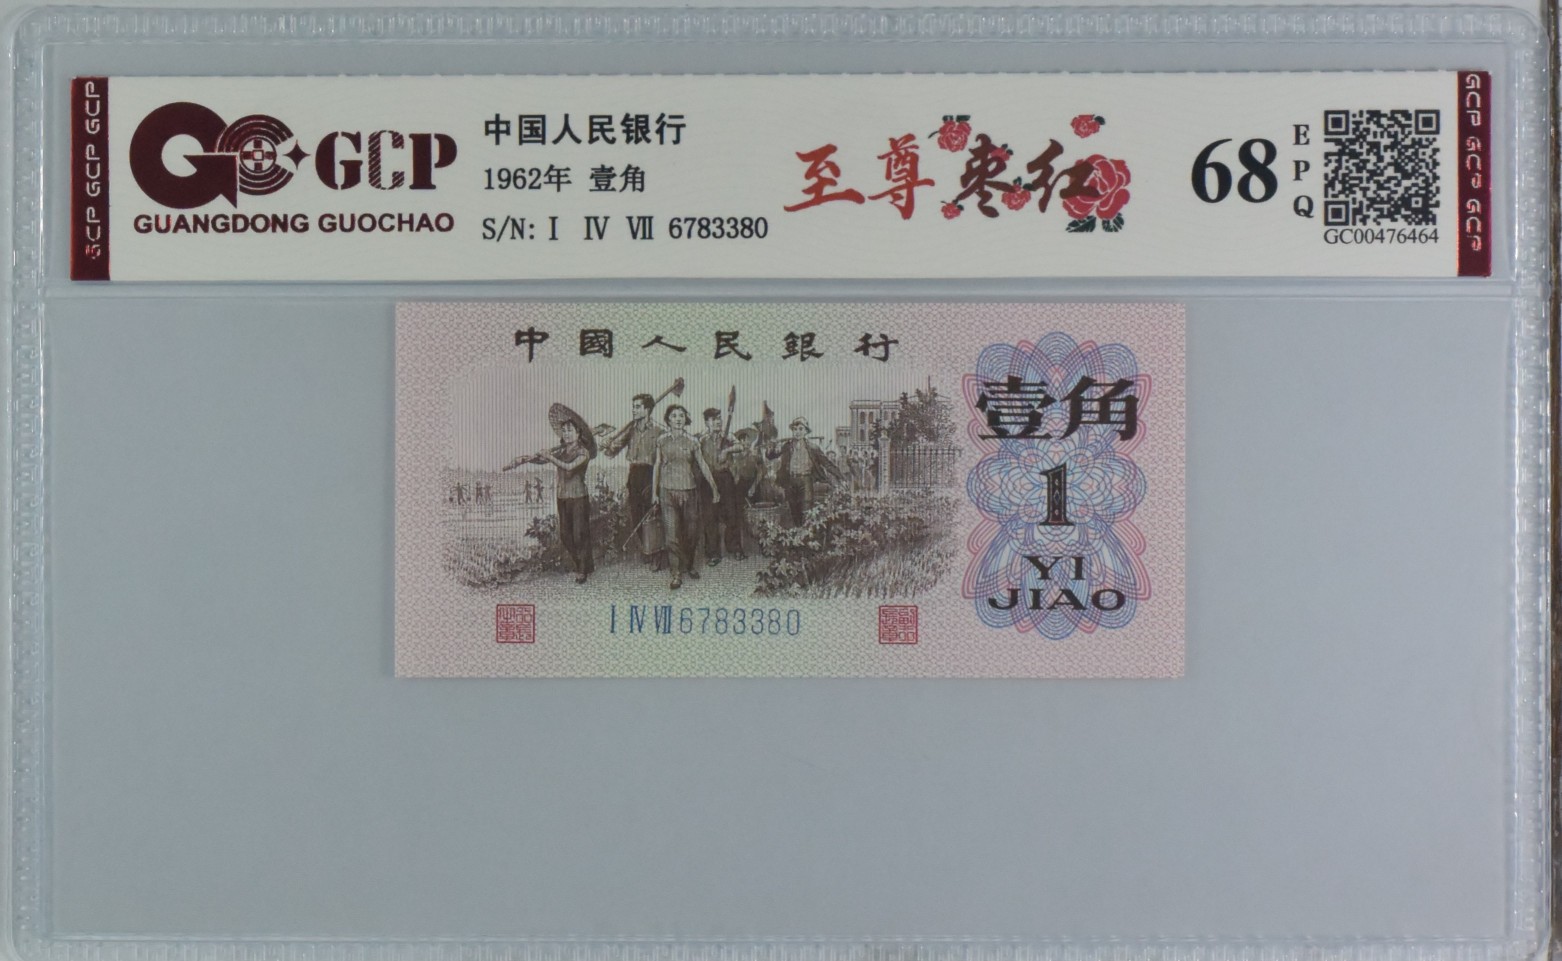 GCP GCP GCP
GCP
GUANGDONG GUOCHAO
中国人民银行
1962年 壹角
S/N: I IV VII 6783380
至尊枣红
68
EPQ
GC00476464
GCP GCP GCP
中國人民銀行
壹角
1
YI
JIAO
I IV VII 6783380